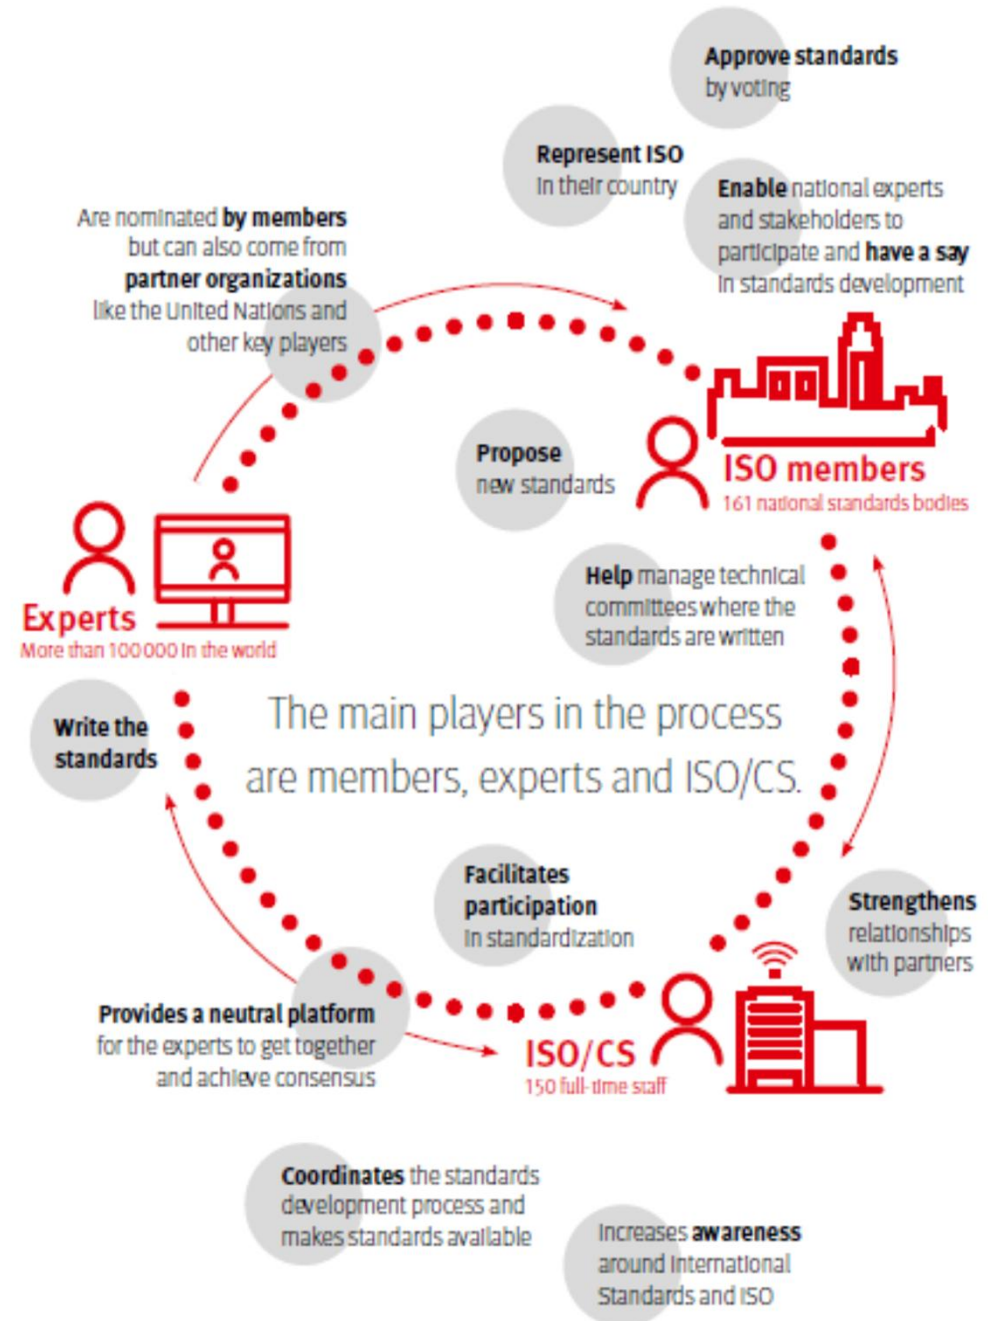 Approve standards
by voting
Represent ISO
in their country
Enable national experts
and stakeholders to
participate and have a say
in standards development
Are nominated by members
but can also come from
partner organizations
like the United Nations and
other key players
ISO members
161 national standards bodies
Propose
new standards
Help manage technical
committees where the
standards are written
Experts
More than 100 000 in the world
Write the
standards
The main players in the process
are members, experts and ISO/CS.
Facilitates
participation
in standardization
Strengthens
relationships
with partners
Provides a neutral platform
for the experts to get together
and achieve consensus
ISO/CS
150 full-time staff
Coordinates the standards
development process and
makes standards available
Increases awareness
around International
Standards and ISO